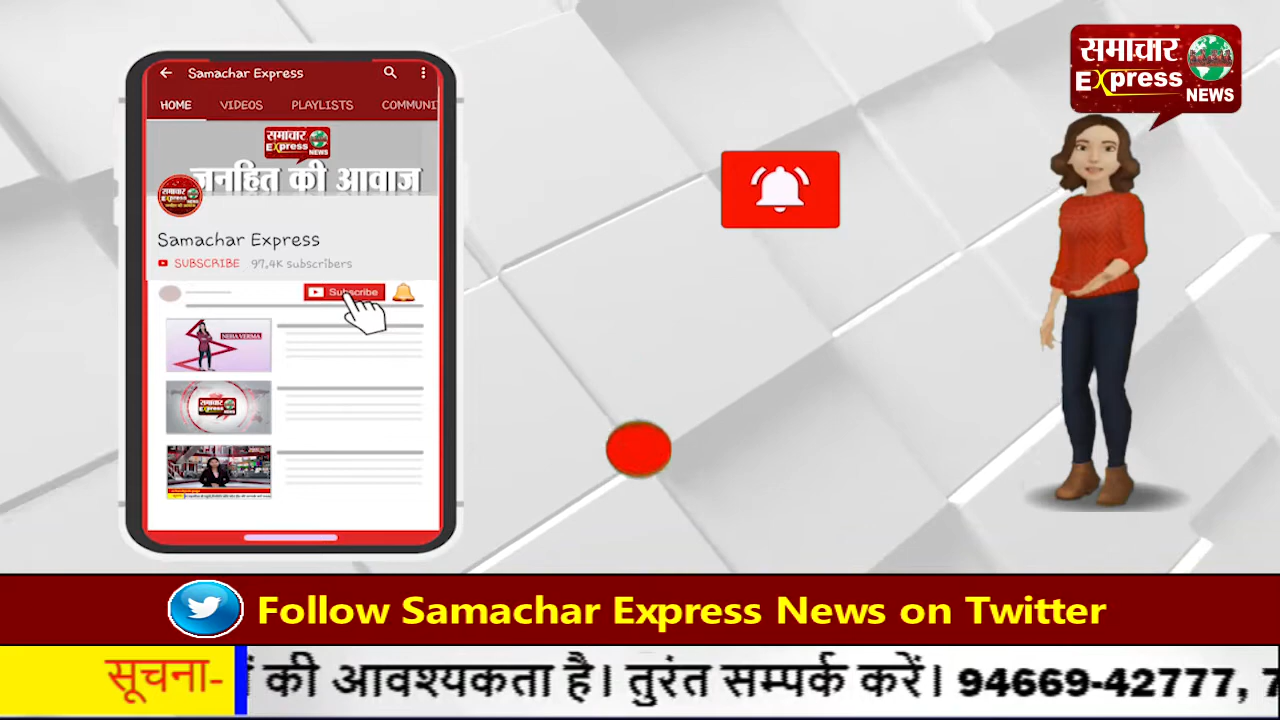 समाचार
Express
NEWS
Samachar Express
HOME VIDEOS PLAYLISTS COMMUNI
समाचार
Express
NEWS
जनहित की आवाज
Samachar Express
SUBSCRIBE 97.4K subscribers
Subscribe
NEHA VERMA
समाचार
Express
Follow Samachar Express News on Twitter
सूचना- की आवश्यकता है। तुरंत सम्पर्क करें। 94669-42777, 7